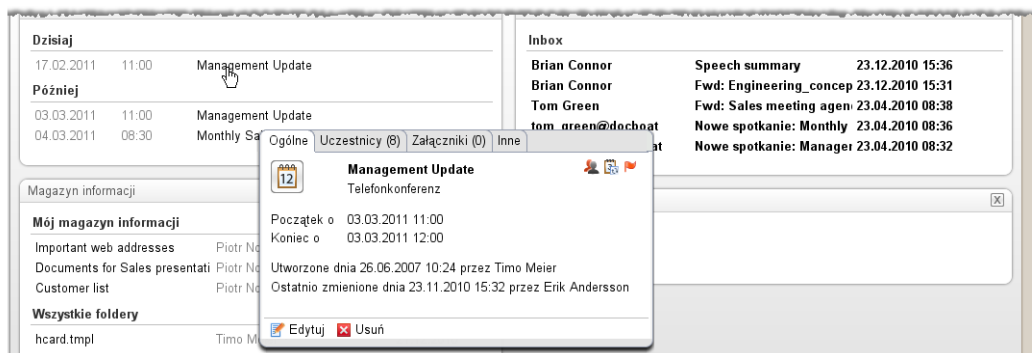 Dzisiaj
17.02.2011 11:00 Management Update
Później
03.03.2011 11:00 Management Update
04.03.2011 08:30 Monthly
Magazyn informacji
Mój magazyn informacji
Important web addresses Piotr
Documents for Sales presentati Piotr
Customer list Piotr
Wszystkie foldery
hcard.tmpl Timo
Inbox
Brian Connor Speech summary 23.12.2010 15:36
Brian Connor Fwd: Engineering_concep 23.12.2010 15:31
Tom Green Fwd: Sales meeting agen 23.04.2010 08:38
tom_green@docboat Nowe spotkanie: Monthly 23.04.2010 08:36
Nowe spotkanie: Manager 23.04.2010 08:32
Ogólne Uczestnicy (8) Załączniki (0) Inne
12
Management Update
Telefonkonferenz
Początek o 03.03.2011 11:00
Koniec o 03.03.2011 12:00
Utworzone dnia 26.06.2007 10:24 przez Timo Meier
Ostatnio zmienione dnia 23.11.2010 15:32 przez Erik Andersson
Edytuj Usuń